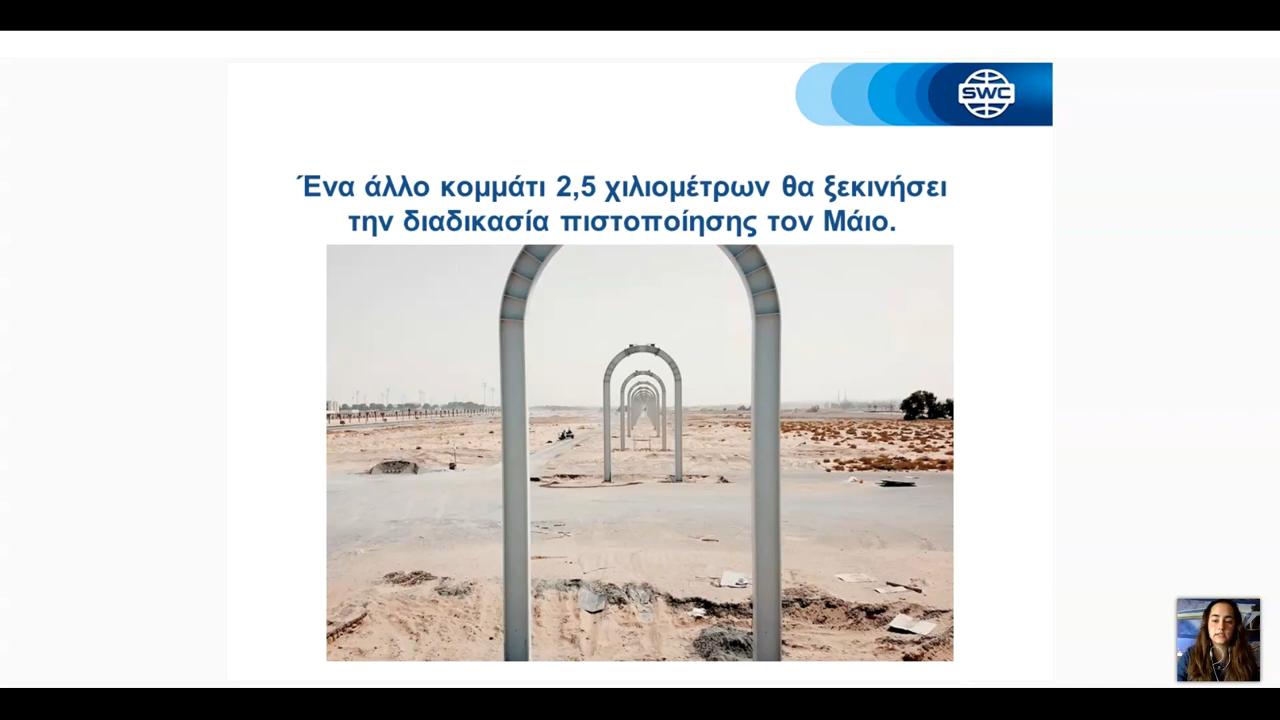 SWC
Ένα άλλο κομμάτι 2,5 χιλιομέτρων θα ξεκινήσει
την διαδικασία πιστοποίησης τον Μάιο.